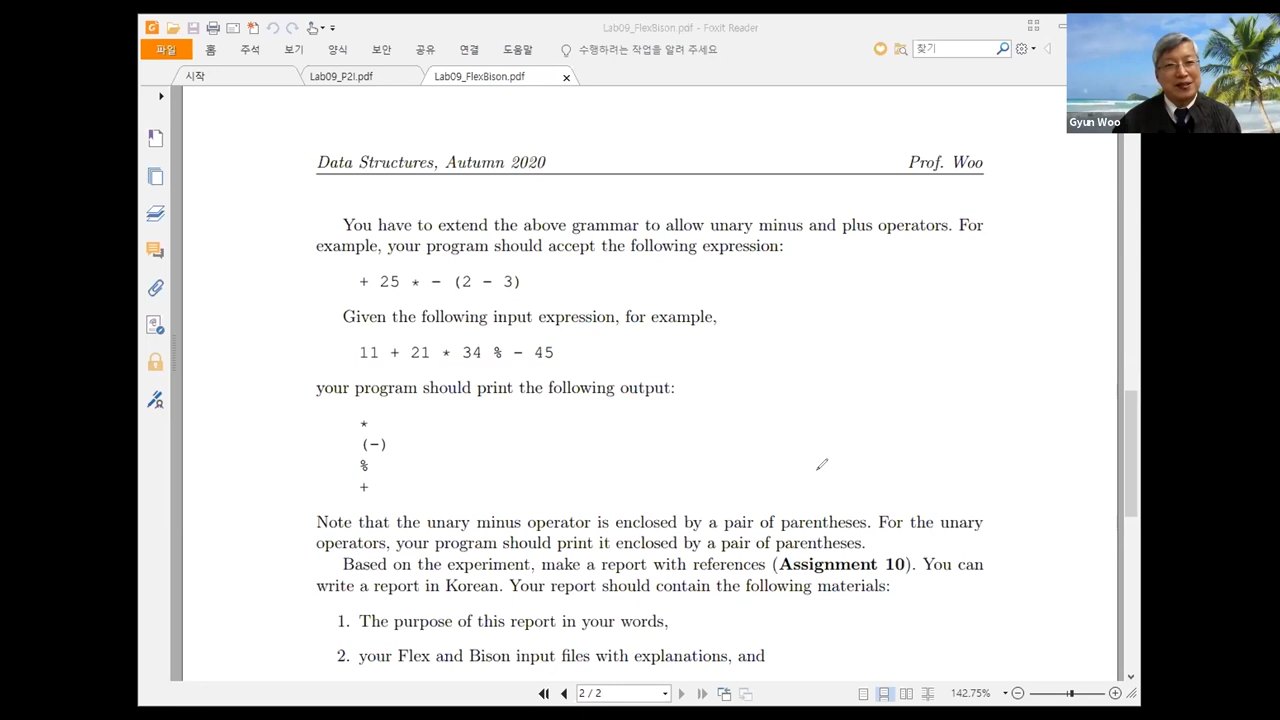 Lab09_FlexBison.pdf - Foxit Reader
파일 홈 주석 보기 양식 보안 공유 연결 도움말 수행하려는 작업을 알려 주세요 찾기
시작 Lab09_P2I.pdf Lab09_FlexBison.pdf
Gyun Woo
Data Structures, Autumn 2020 Prof. Woo
You have to extend the above grammar to allow unary minus and plus operators. For
example, your program should accept the following expression:
+ 25 * - (2 - 3)
Given the following input expression, for example,
11 + 21 * 34 % - 45
your program should print the following output:
*
(-)
%
+
Note that the unary minus operator is enclosed by a pair of parentheses. For the unary
operators, your program should print it enclosed by a pair of parentheses.
Based on the experiment, make a report with references (Assignment 10). You can
write a report in Korean. Your report should contain the following materials:
1. The purpose of this report in your words,
2. your Flex and Bison input files with explanations, and
2 / 2 142.75%